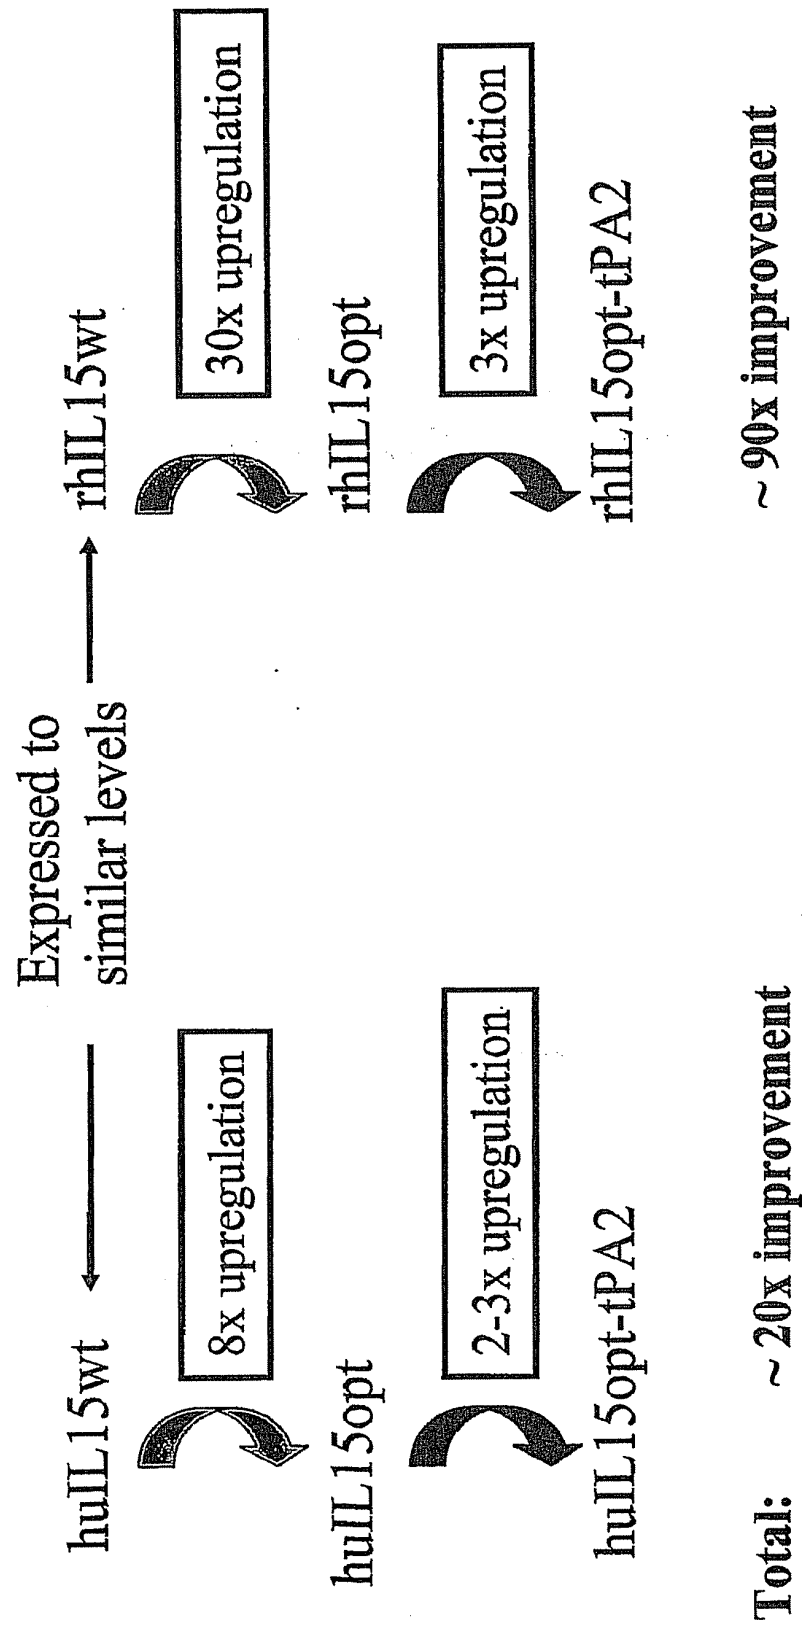 Expressed to
similar levels
huIL15wt
rhIL15wt
8x upregulation
30x upregulation
huIL15opt
rhIL15opt
2-3x upregulation
3x upregulation
huIL15opt-tPA2
rhIL15opt-tPA2
Total: ~ 20x improvement ~ 90x improvement